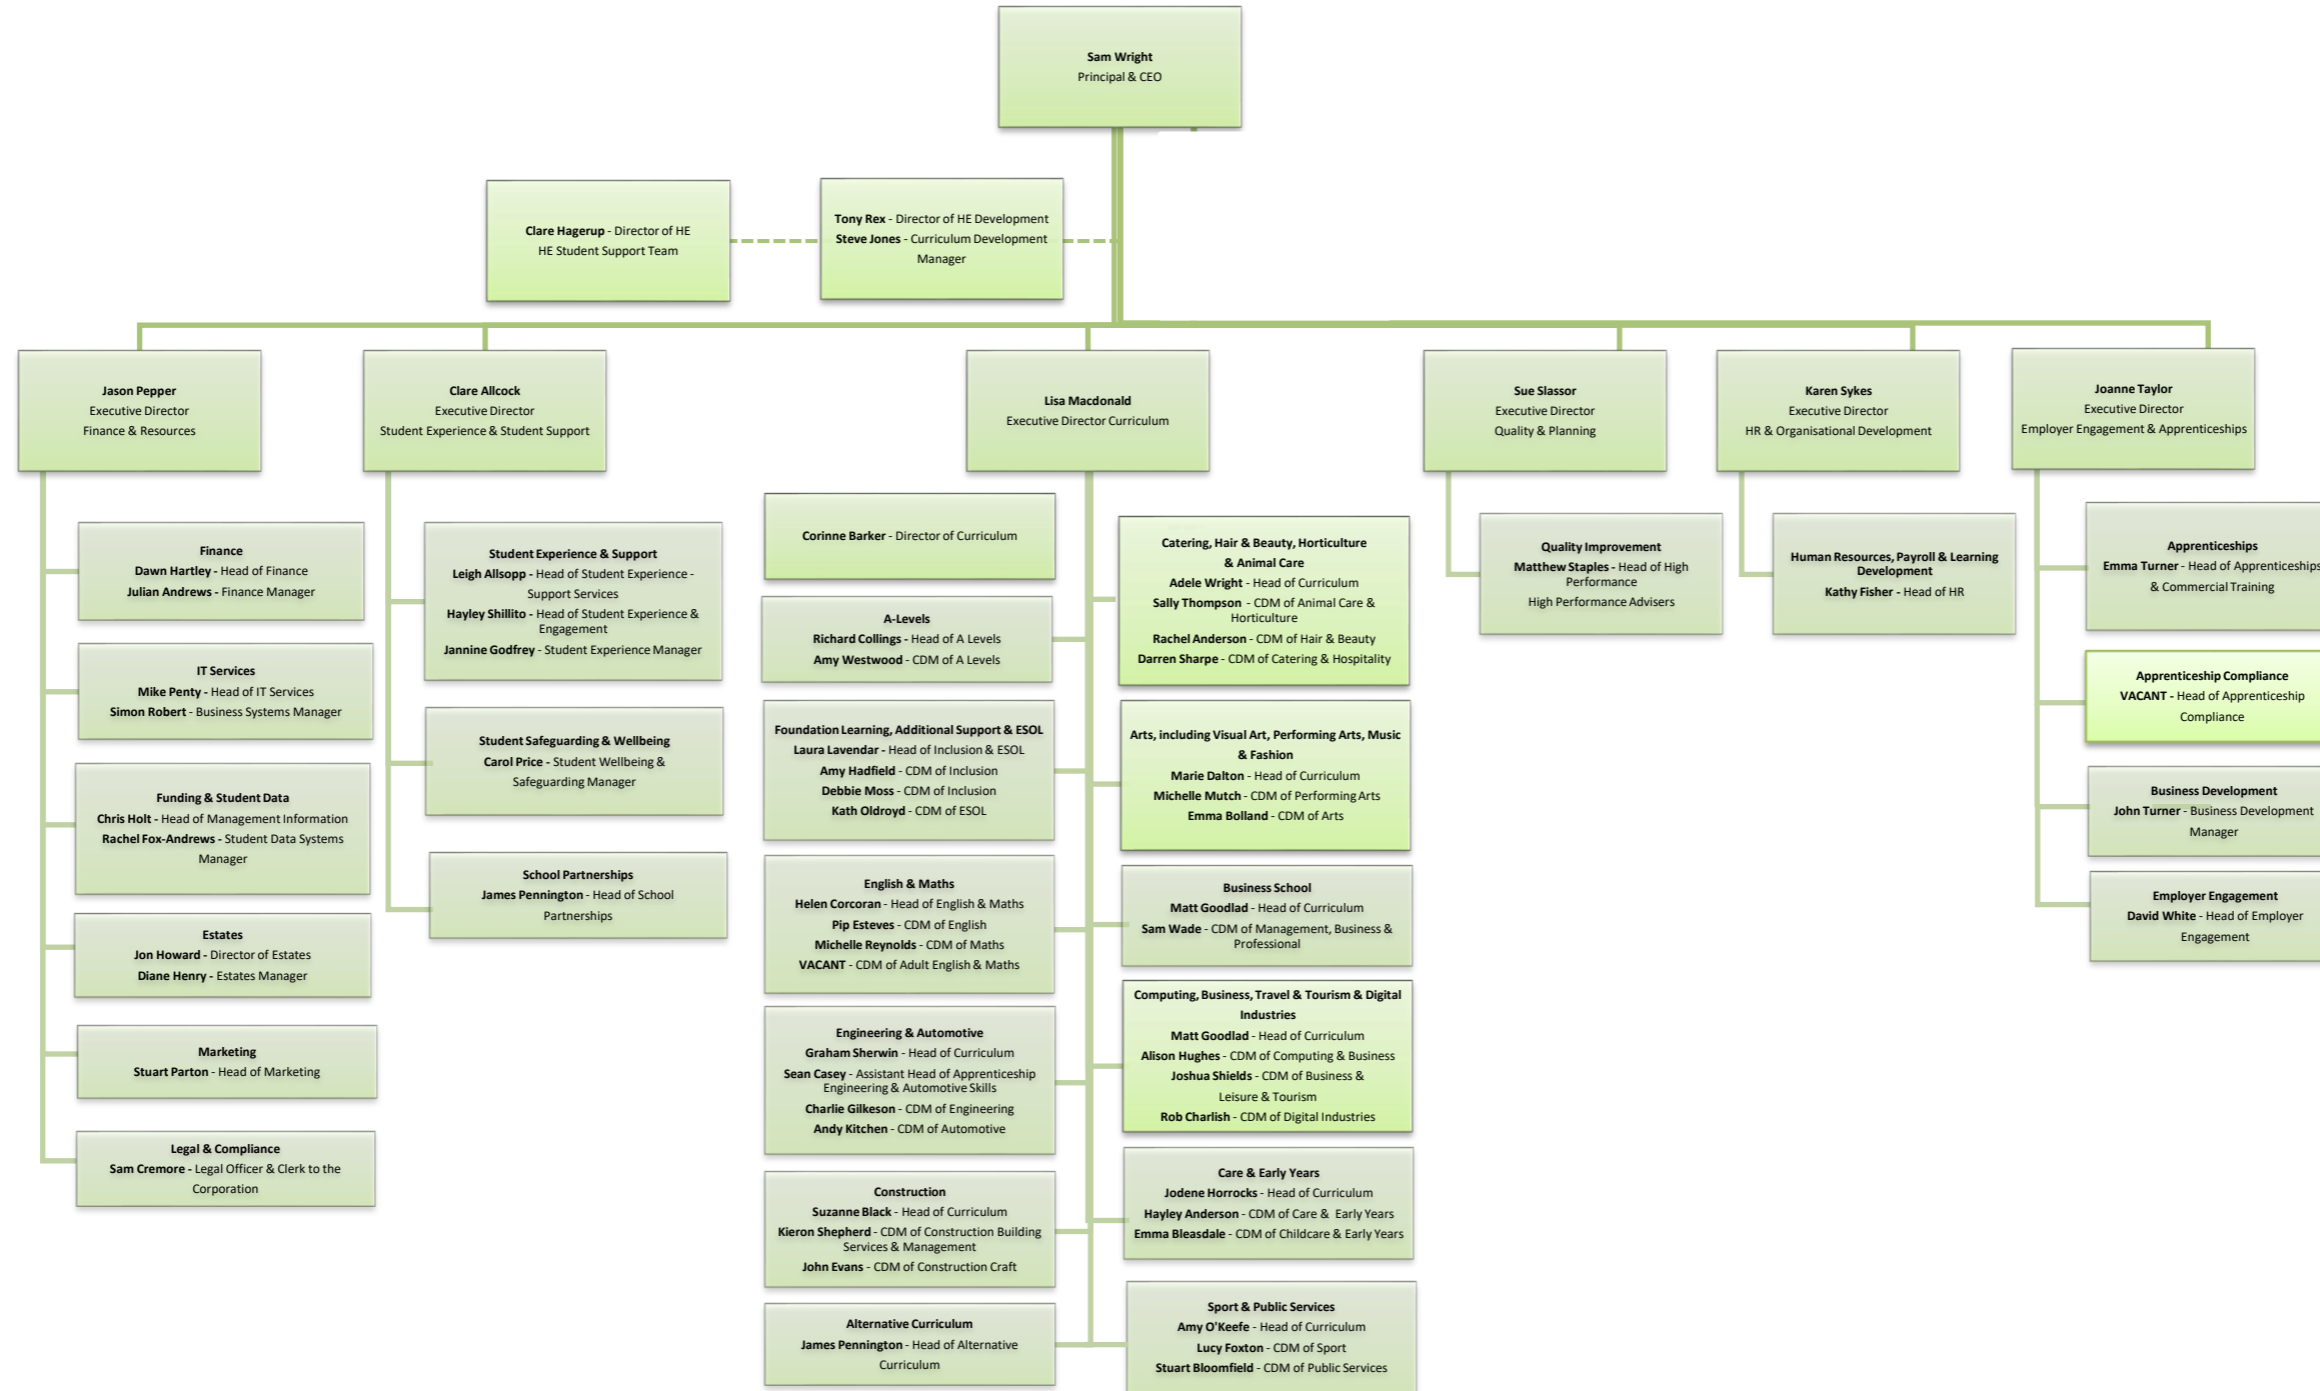 Sam Wright
Principal & CEO
Clare Hagerup - Director of HE
HE Student Support Team
Tony Rex - Director of HE Development
Steve Jones - Curriculum Development
Manager
Jason Pepper
Executive Director
Finance & Resources
Clare Allcock
Executive Director
Student Experience & Student Support
Lisa Macdonald
Executive Director Curriculum
Sue Slassor
Executive Director
Quality & Planning
Karen Sykes
Executive Director
HR & Organisational Development
Joanne Taylor
Executive Director
Employer Engagement & Apprenticeships
Finance
Dawn Hartley - Head of Finance
Julian Andrews - Finance Manager
IT Services
Mike Penty - Head of IT Services
Simon Robert - Business Systems Manager
Funding & Student Data
Chris Holt - Head of Management Information
Rachel Fox-Andrews - Student Data Systems
Manager
Estates
Jon Howard - Director of Estates
Diane Henry - Estates Manager
Marketing
Stuart Parton - Head of Marketing
Legal & Compliance
Sam Cremore - Legal Officer & Clerk to the
Corporation
Student Experience & Support
Leigh Allsopp - Head of Student Experience -
Support Services
Hayley Shillito - Head of Student Experience &
Engagement
Jannine Godfrey - Student Experience Manager
Student Safeguarding & Wellbeing
Carol Price - Student Wellbeing &
Safeguarding Manager
School Partnerships
James Pennington - Head of School
Partnerships
Corinne Barker - Director of Curriculum
A-Levels
Richard Collings - Head of A Levels
Amy Westwood - CDM of A Levels
Foundation Learning, Additional Support & ESOL
Laura Lavendar - Head of Inclusion & ESOL
Amy Hadfield - CDM of Inclusion
Debbie Moss - CDM of Inclusion
Kath Oldroyd - CDM of ESOL
English & Maths
Helen Corcoran - Head of English & Maths
Pip Esteves - CDM of English
Michelle Reynolds - CDM of Maths
VACANT - CDM of Adult English & Maths
Engineering & Automotive
Graham Sherwin - Head of Curriculum
Sean Casey - Assistant Head of Apprenticeship
Engineering & Automotive Skills
Charlie Gilkeson - CDM of Engineering
Andy Kitchen - CDM of Automotive
Construction
Suzanne Black - Head of Curriculum
Kieron Shepherd - CDM of Construction Building
Services & Management
John Evans - CDM of Construction Craft
Alternative Curriculum
James Pennington - Head of Alternative
Curriculum
Catering, Hair & Beauty, Horticulture
& Animal Care
Adele Wright - Head of Curriculum
Sally Thompson - CDM of Animal Care &
Horticulture
Rachel Anderson - CDM of Hair & Beauty
Darren Sharpe - CDM of Catering & Hospitality
Arts, including Visual Art, Performing Arts, Music
& Fashion
Marie Dalton - Head of Curriculum
Michelle Mutch - CDM of Performing Arts
Emma Bolland - CDM of Arts
Business School
Matt Goodlad - Head of Curriculum
Sam Wade - CDM of Management, Business &
Professional
Computing, Business, Travel & Tourism & Digital
Industries
Matt Goodlad - Head of Curriculum
Alison Hughes - CDM of Computing & Business
Joshua Shields - CDM of Business &
Leisure & Tourism
Rob Charlish - CDM of Digital Industries
Care & Early Years
Jodene Horrocks - Head of Curriculum
Hayley Anderson - CDM of Care & Early Years
Emma Bleasdale - CDM of Childcare & Early Years
Sport & Public Services
Amy O'Keefe - Head of Curriculum
Lucy Foxton - CDM of Sport
Stuart Bloomfield - CDM of Public Services
Quality Improvement
Matthew Staples - Head of High
Performance
High Performance Advisers
Human Resources, Payroll & Learning
Development
Kathy Fisher - Head of HR
Apprenticeships
Emma Turner - Head of Apprenticeships
& Commercial Training
Apprenticeship Compliance
VACANT - Head of Apprenticeship
Compliance
Business Development
John Turner - Business Development
Manager
Employer Engagement
David White - Head of Employer
Engagement